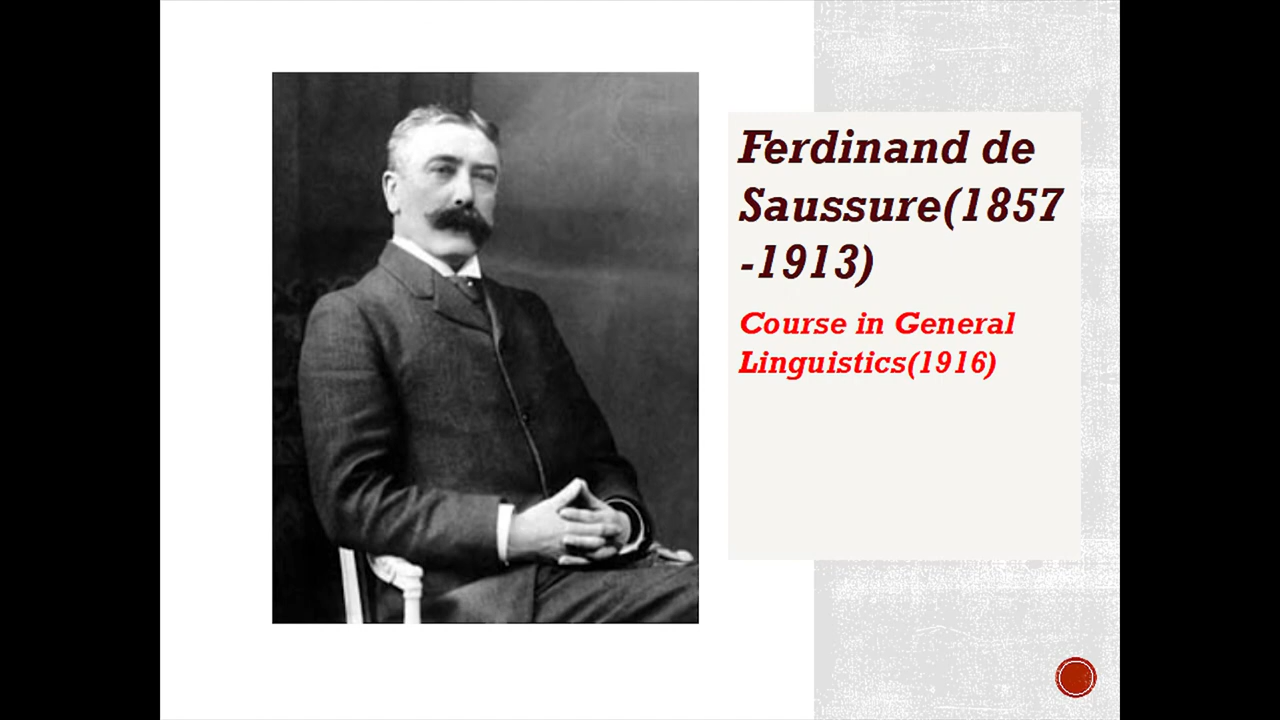 Ferdinand de
Saussure(1857
-1913)
Course in General
Linguistics(1916)